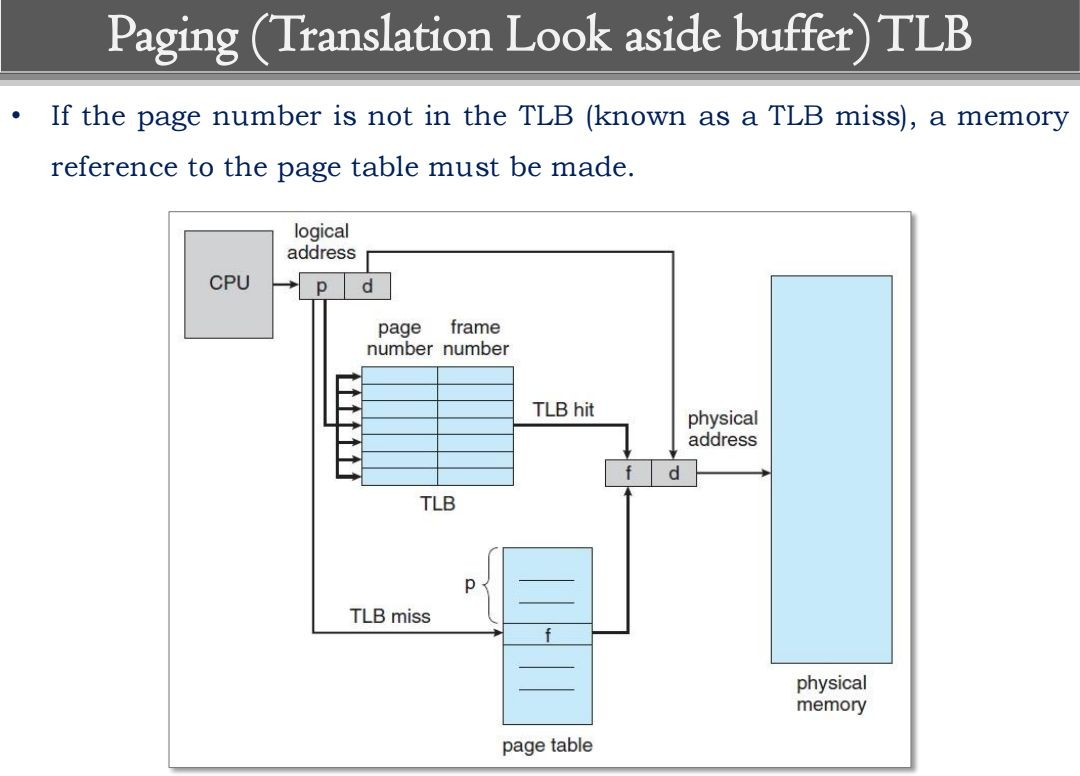 Paging (Translation Look aside buffer) TLB
• If the page number is not in the TLB (known as a TLB miss), a memory
reference to the page table must be made.
logical
address
CPU
p d
page frame
number number
TLB hit
physical
address
f d
TLB
p
TLB miss
f
physical
memory
page table